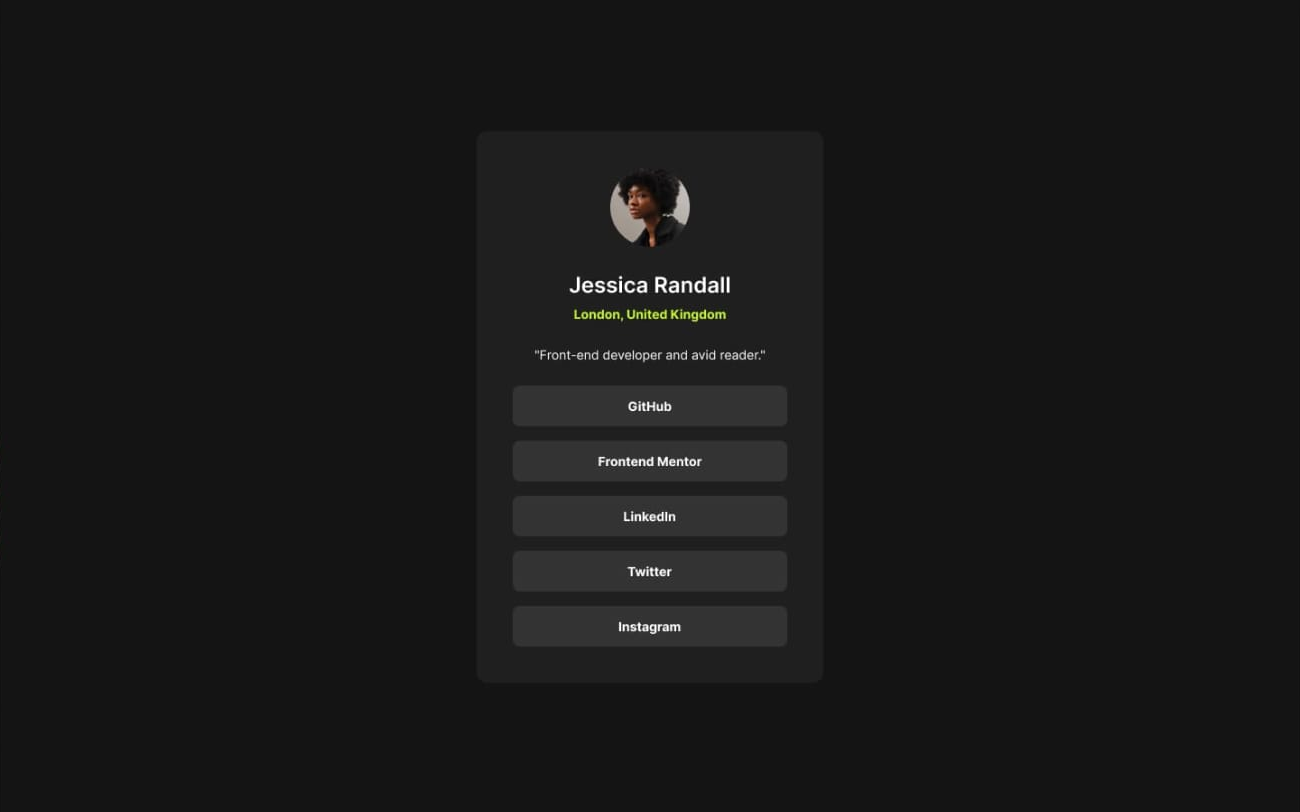 Jessica Randall
London, United Kingdom
"Front-end developer and avid reader."
GitHub
Frontend Mentor
LinkedIn
Twitter
Instagram